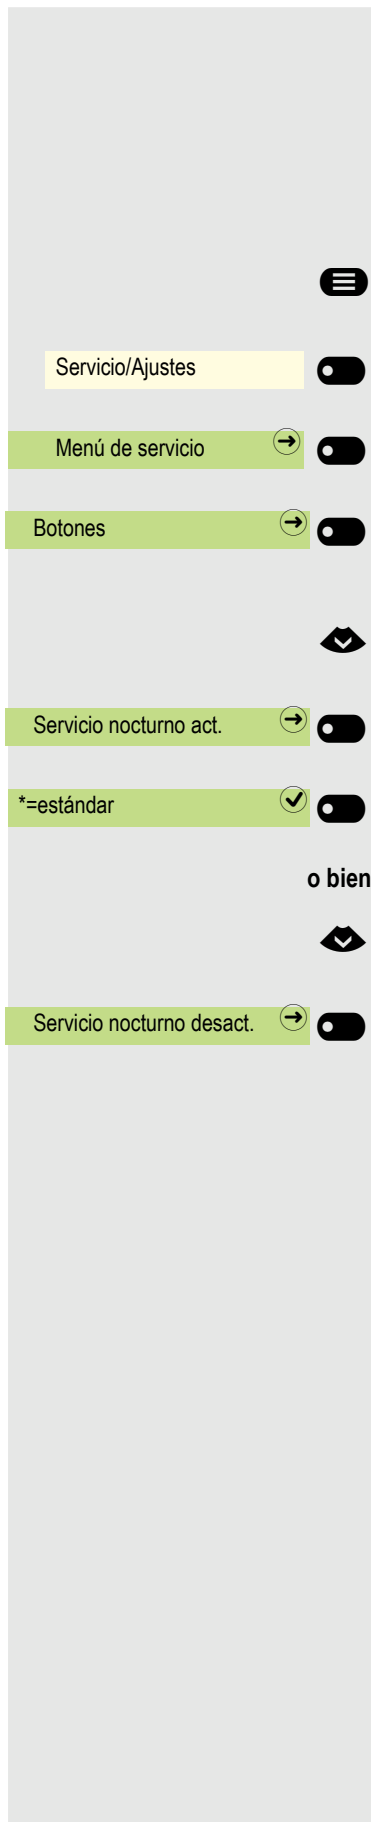 Servicio/Ajustes
Menú de servicio
Botones
Servicio nocturno act.
*=estándar
o bien
Servicio nocturno desact.